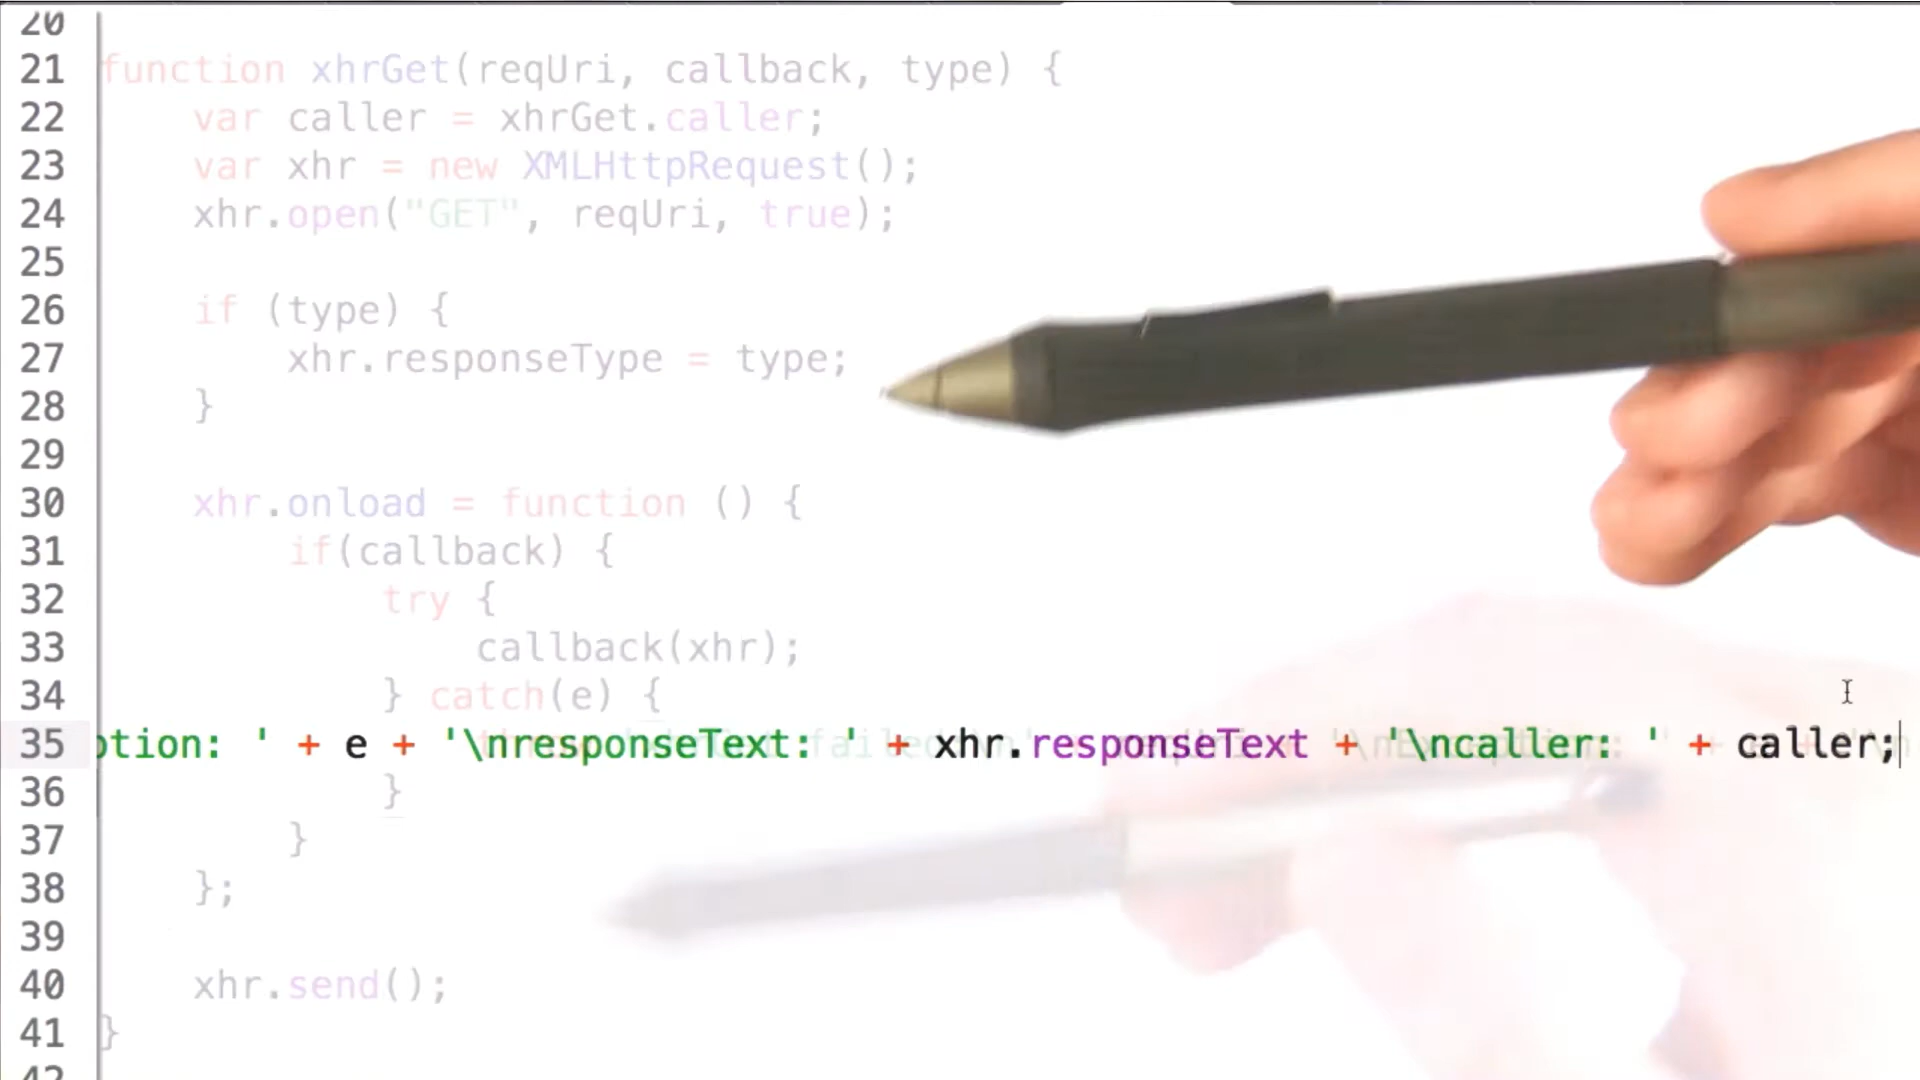 20
21 function xhrGet(reqUri, callback, type) {
22 var caller = xhrGet.caller;
23 var xhr = new XMLHttpRequest();
24 xhr.open("GET", reqUri, true);
25
26 if (type) {
27 xhr.responseType = type;
28 }
29
30 xhr.onload = function () {
31 if(callback) {
32 try {
33 callback(xhr);
34 } catch(e) {
35 ption: ' + e + '\nresponseText: ' + xhr.responseText + '\ncaller: ' + caller;
36 }
37 }
38 };
39
40 xhr.send();
41 }
42